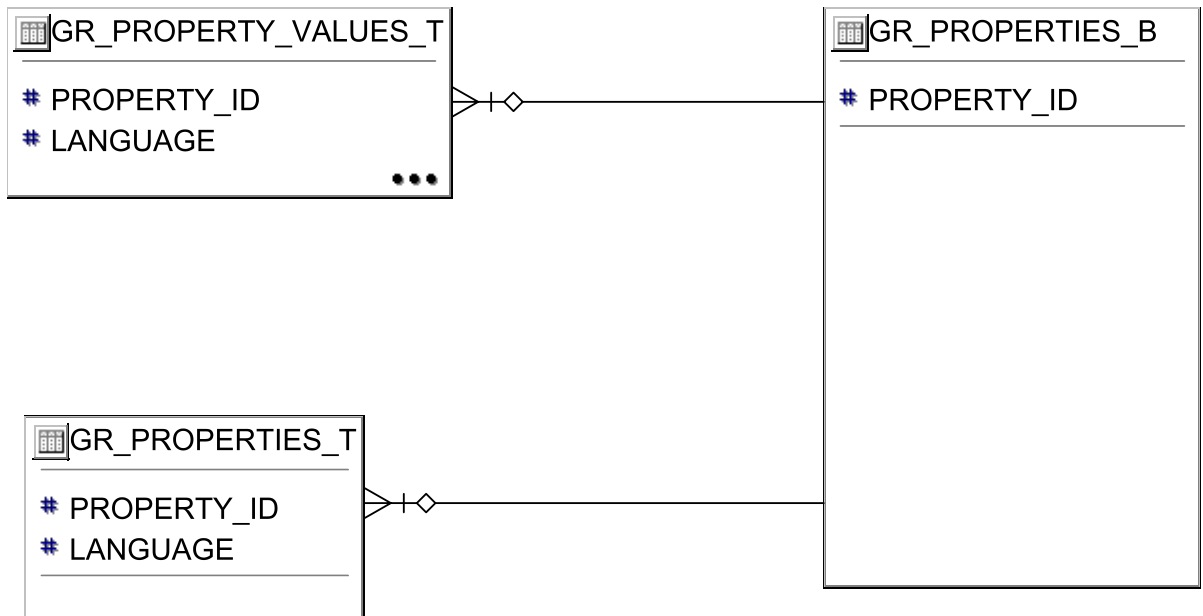 GR_PROPERTY_VALUES_T
# PROPERTY_ID
# LANGUAGE
•••
GR_PROPERTIES_B
# PROPERTY_ID
GR_PROPERTIES_T
# PROPERTY_ID
# LANGUAGE